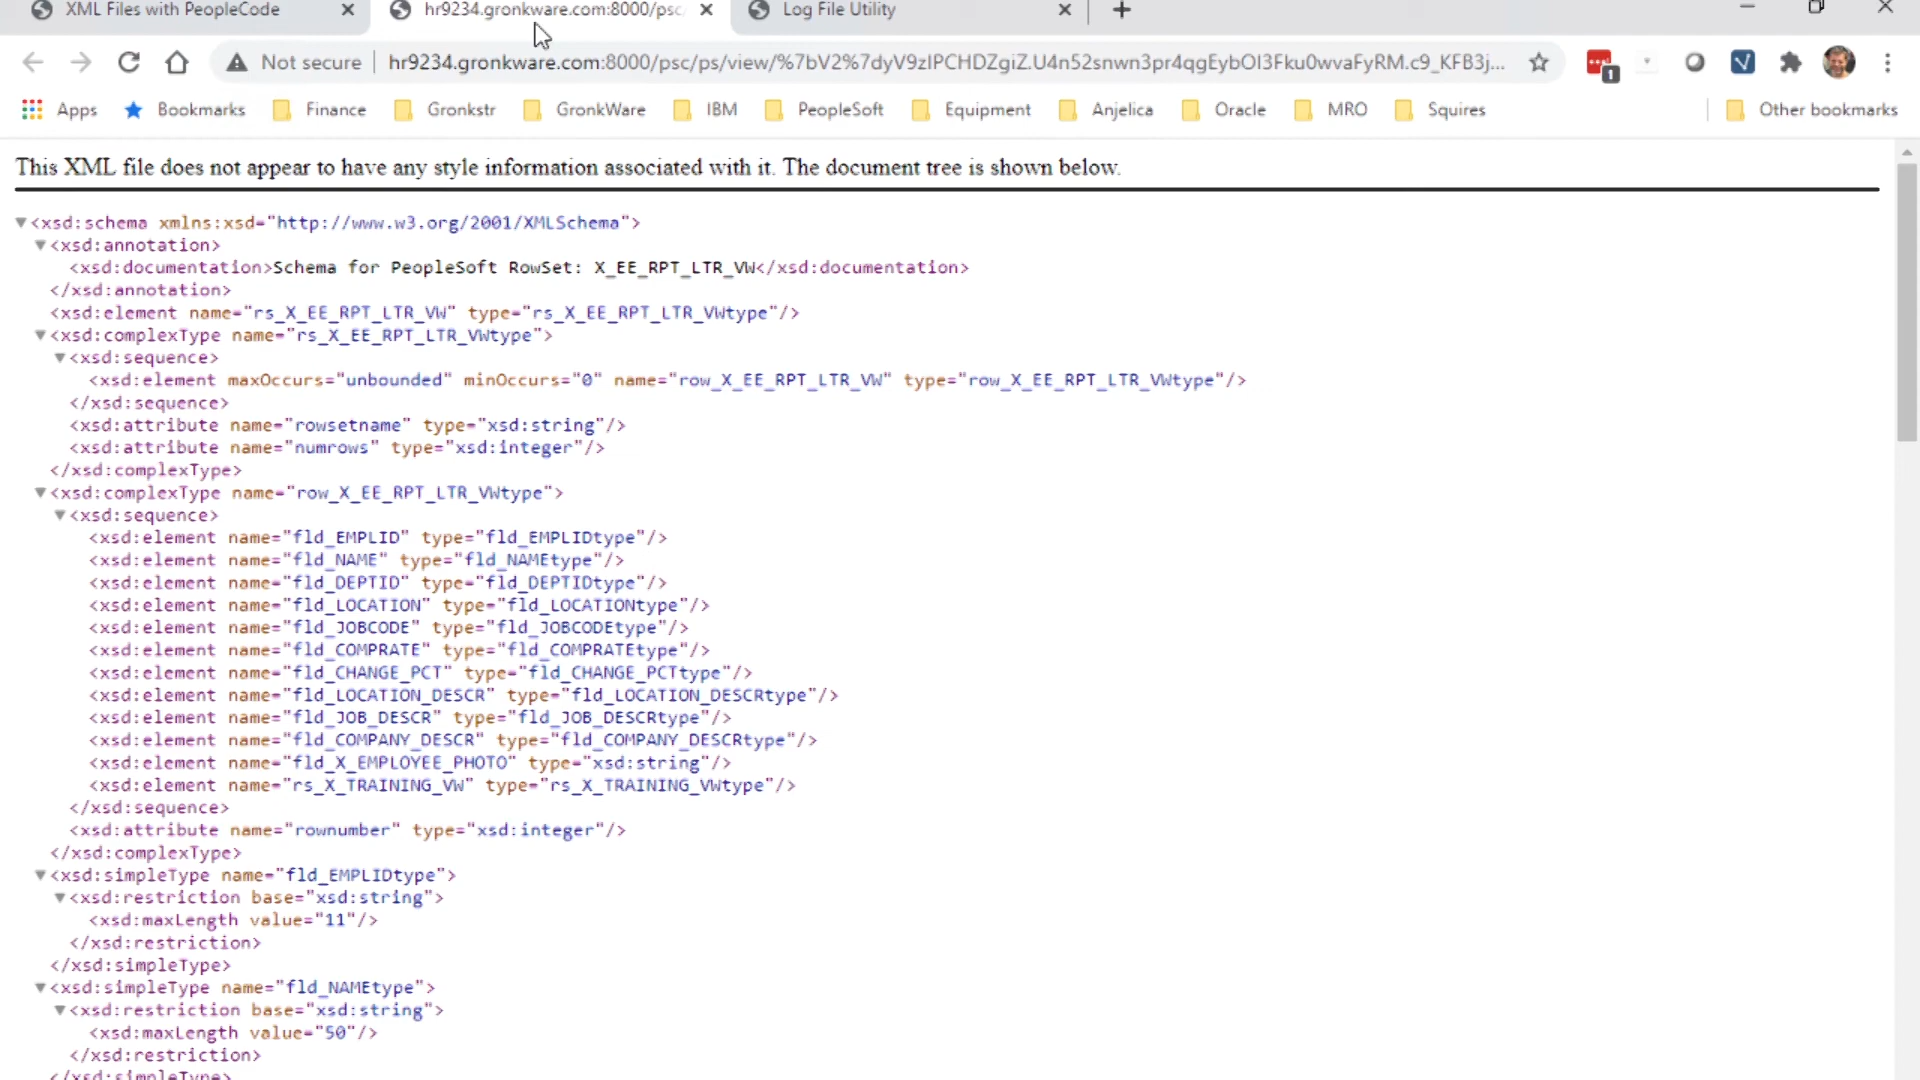 XML Files with PeopleCode
hr9234.gronkware.com:8000/psc
Log File Utility
Not secure
hr9234.gronkware.com:8000/psc/ps/view/%7bV2%7dyV9zlPCHDZgiZ.U4n52snwn3pr4qgEybOI3Fku0wvaFyRM.c9_KFB3j...
1
Apps Bookmarks Finance Gronkstr GronkWare IBM PeopleSoft Equipment Anjelica Oracle MRO Squires Other bookmarks
This XML file does not appear to have any style information associated with it. The document tree is shown below.
▼<xsd:schema xmlns:xsd="http://www.w3.org/2001/XMLSchema">
▼<xsd:annotation>
<xsd:documentation>Schema for PeopleSoft RowSet: X_EE_RPT_LTR_VW</xsd:documentation>
</xsd:annotation>
<xsd:element name="rs_X_EE_RPT_LTR_VW" type="rs_X_EE_RPT_LTR_VWtype"/>
▼<xsd:complexType name="rs_X_EE_RPT_LTR_VWtype">
▼<xsd:sequence>
<xsd:element maxOccurs="unbounded" minOccurs="0" name="row_X_EE_RPT_LTR_VW" type="row_X_EE_RPT_LTR_VWtype"/>
</xsd:sequence>
<xsd:attribute name="rowsetname" type="xsd:string"/>
<xsd:attribute name="numrows" type="xsd:integer"/>
</xsd:complexType>
▼<xsd:complexType name="row_X_EE_RPT_LTR_VWtype">
▼<xsd:sequence>
<xsd:element name="fld_EMPLID" type="fld_EMPLIDtype"/>
<xsd:element name="fld_NAME" type="fld_NAMEtype"/>
<xsd:element name="fld_DEPTID" type="fld_DEPTIDtype"/>
<xsd:element name="fld_LOCATION" type="fld_LOCATIONtype"/>
<xsd:element name="fld_JOBCODE" type="fld_JOBCODEtype"/>
<xsd:element name="fld_COMPRATE" type="fld_COMPRATEtype"/>
<xsd:element name="fld_CHANGE_PCT" type="fld_CHANGE_PCTtype"/>
<xsd:element name="fld_LOCATION_DESCR" type="fld_LOCATION_DESCRtype"/>
<xsd:element name="fld_JOB_DESCR" type="fld_JOB_DESCRtype"/>
<xsd:element name="fld_COMPANY_DESCR" type="fld_COMPANY_DESCRtype"/>
<xsd:element name="fld_X_EMPLOYEE_PHOTO" type="xsd:string"/>
<xsd:element name="rs_X_TRAINING_VW" type="rs_X_TRAINING_VWtype"/>
</xsd:sequence>
<xsd:attribute name="rownumber" type="xsd:integer"/>
</xsd:complexType>
▼<xsd:simpleType name="fld_EMPLIDtype">
▼<xsd:restriction base="xsd:string">
<xsd:maxLength value="11"/>
</xsd:restriction>
</xsd:simpleType>
▼<xsd:simpleType name="fld_NAMEtype">
▼<xsd:restriction base="xsd:string">
<xsd:maxLength value="50"/>
</xsd:restriction>
</xsd:simpleType>